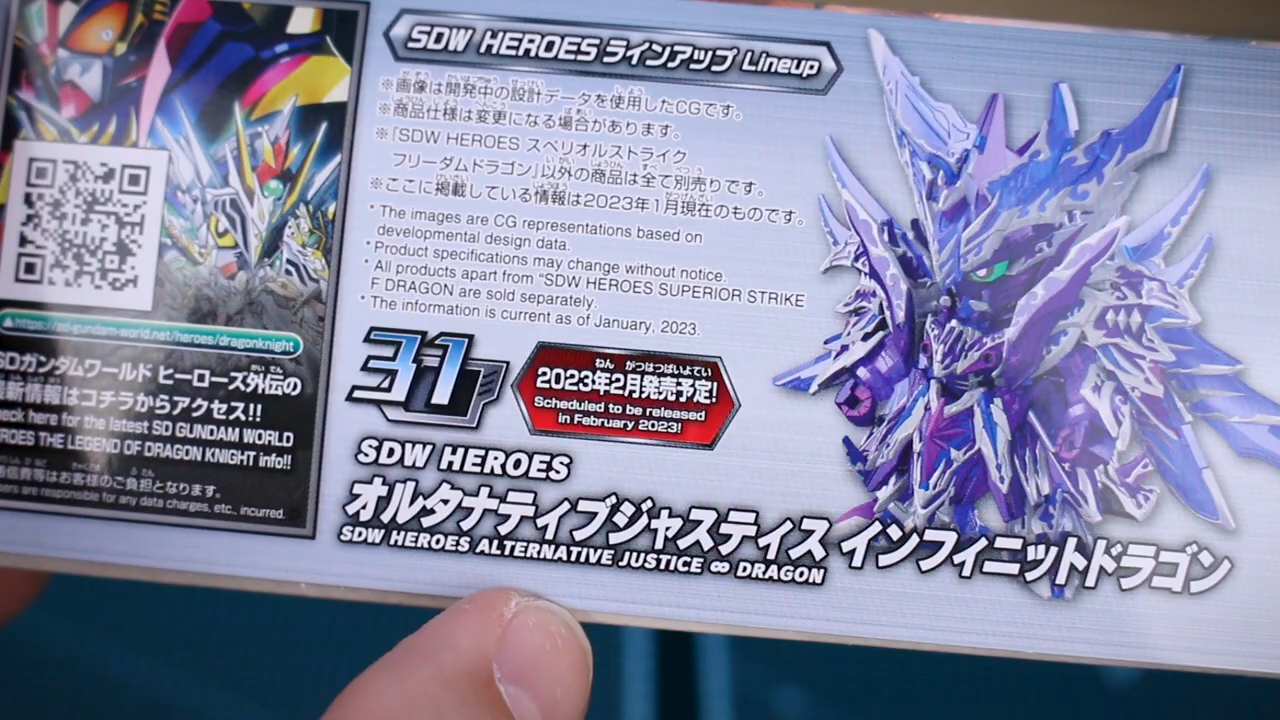 SDW HEROES ラインアップ Lineup
※画像は開発中の設計データを使用したCGです。
※商品仕様は変更になる場合があります。
※「SDW HEROES スペリオルストライク
フリーダムドラゴン」以外の商品は全て別売りです。
※ここに掲載している情報は2023年1月現在のものです。
* The images are CG representations based on
developmental design data.
* Product specifications may change without notice.
* All products apart from "SDW HEROES SUPERIOR STRIKE
F DRAGON are sold separately.
* The information is current as of January, 2023.
31
ねん がつはつばいよてい
2023年2月発売予定!
Scheduled to be released
in February 2023!
SDW HEROES
オルタナティブジャスティス インフィニットドラゴン
SDW HEROES ALTERNATIVE JUSTICE ∞ DRAGON
https://sd-gundam-world.net/heroes/dragonknight
SDガンダムワールド ヒーローズ外伝の
新情報はコチラからアクセス!!
eck here for the latest SD GUNDAM WORLD
ROES THE LEGEND OF DRAGON KNIGHT info!!
通信費等はお客様のご負担となります。
sers are responsible for any data charges, etc., incurred.